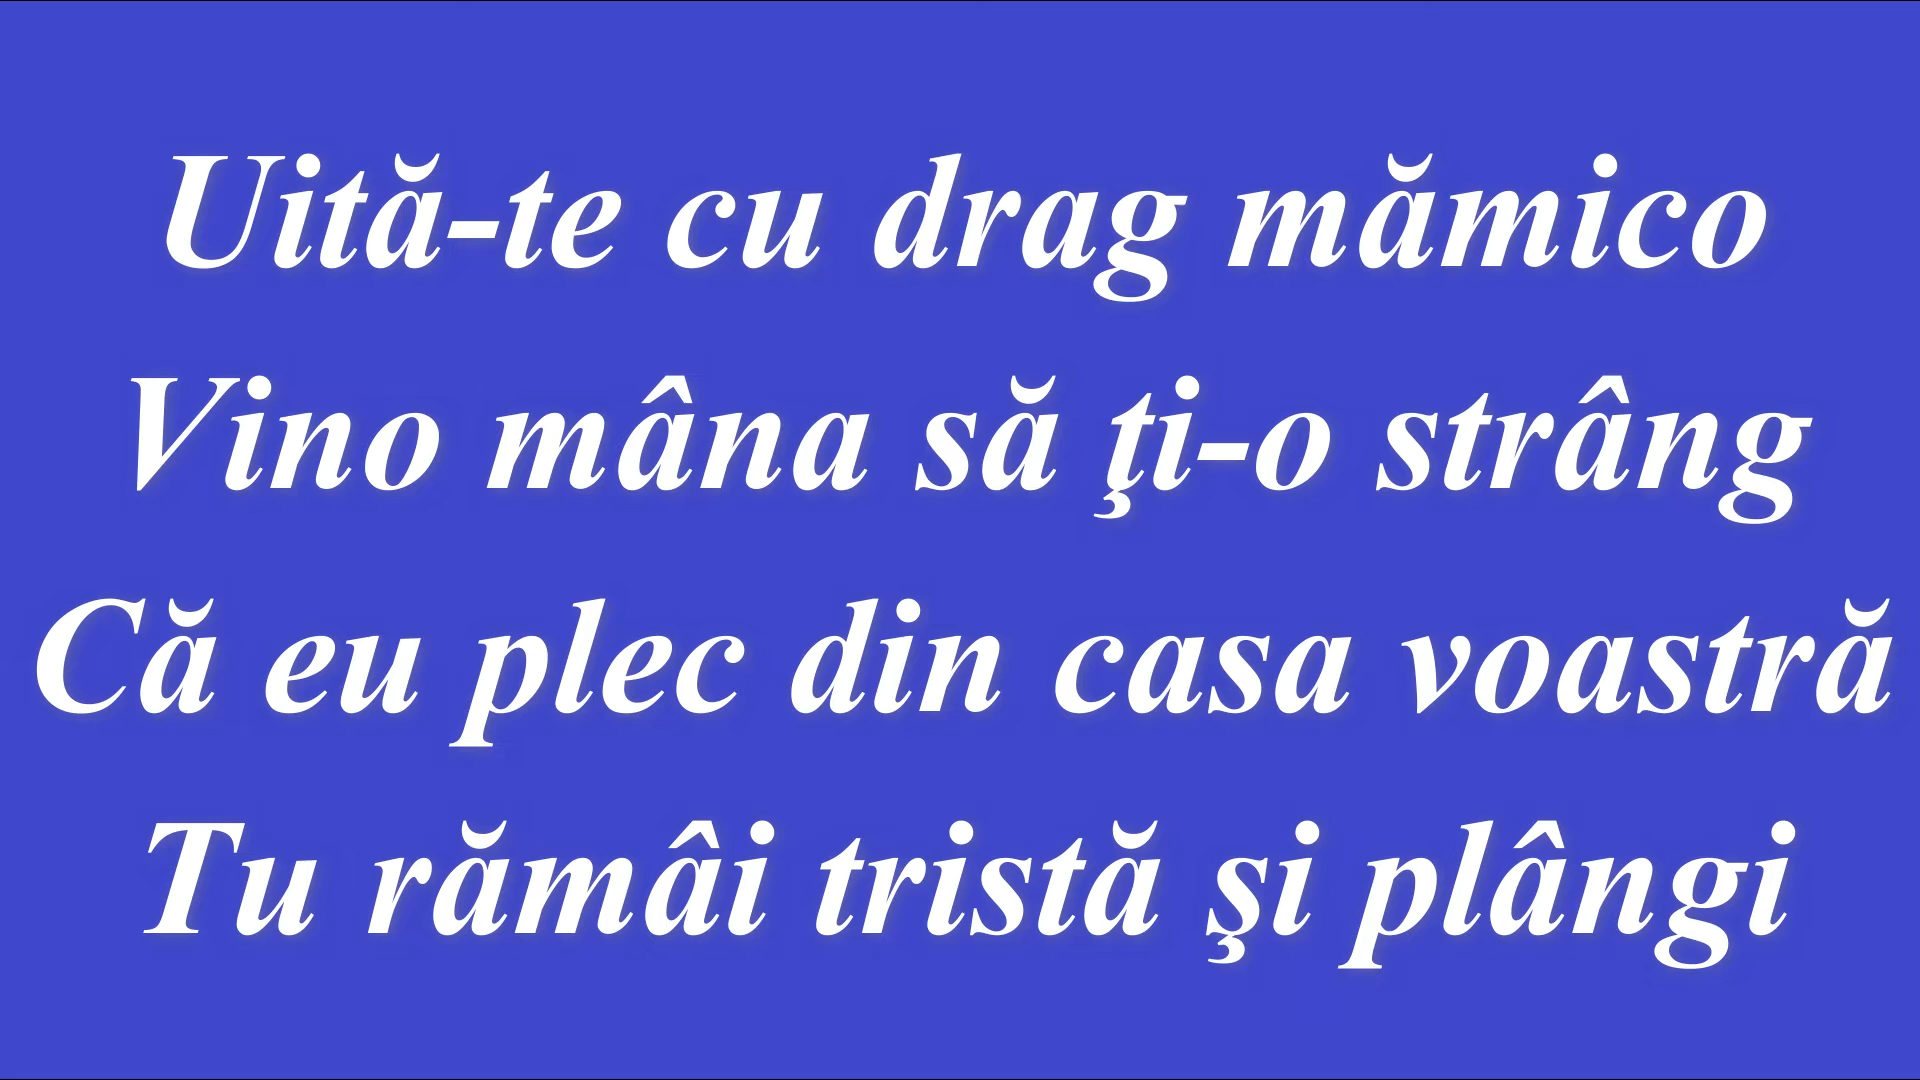 Uită-te cu drag mămico
Vino mâna să ţi-o strâng
Că eu plec din casa voastră
Tu rămâi tristă şi plângi